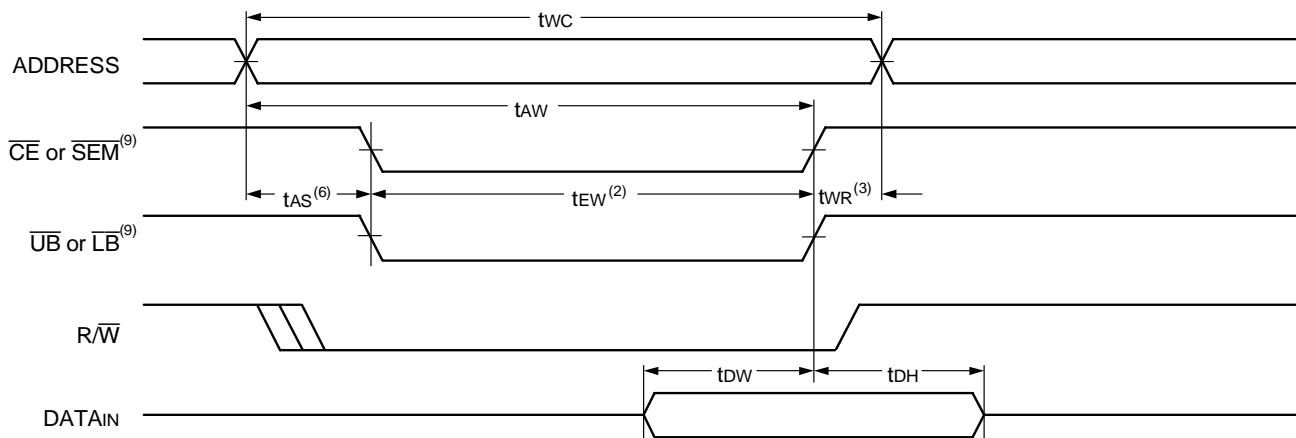 tWC
ADDRESS
tAW
CE or SEM(9)
tAS(6) tEW(2) tWR(3)
UB or LB(9)
R/W
tDW tDH
DATAIN